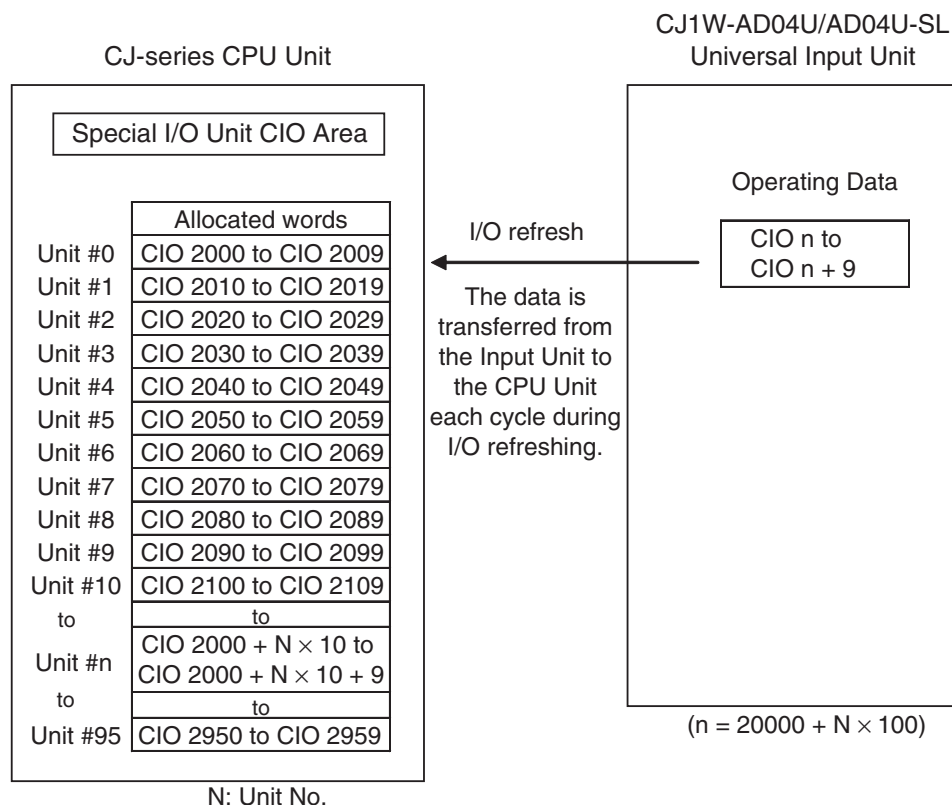 CJ-series CPU Unit
Special I/O Unit CIO Area
Allocated words
Unit #0 CIO 2000 to CIO 2009
Unit #1 CIO 2010 to CIO 2019
Unit #2 CIO 2020 to CIO 2029
Unit #3 CIO 2030 to CIO 2039
Unit #4 CIO 2040 to CIO 2049
Unit #5 CIO 2050 to CIO 2059
Unit #6 CIO 2060 to CIO 2069
Unit #7 CIO 2070 to CIO 2079
Unit #8 CIO 2080 to CIO 2089
Unit #9 CIO 2090 to CIO 2099
Unit #10 CIO 2100 to CIO 2109
to to
Unit #n CIO 2000 + N × 10 to
CIO 2000 + N × 10 + 9
to to
Unit #95 CIO 2950 to CIO 2959
N: Unit No.
I/O refresh
The data is
transferred from
the Input Unit to
the CPU Unit
each cycle during
I/O refreshing.
CJ1W-AD04U/AD04U-SL
Universal Input Unit
Operating Data
CIO n to
CIO n + 9
(n = 20000 + N × 100)